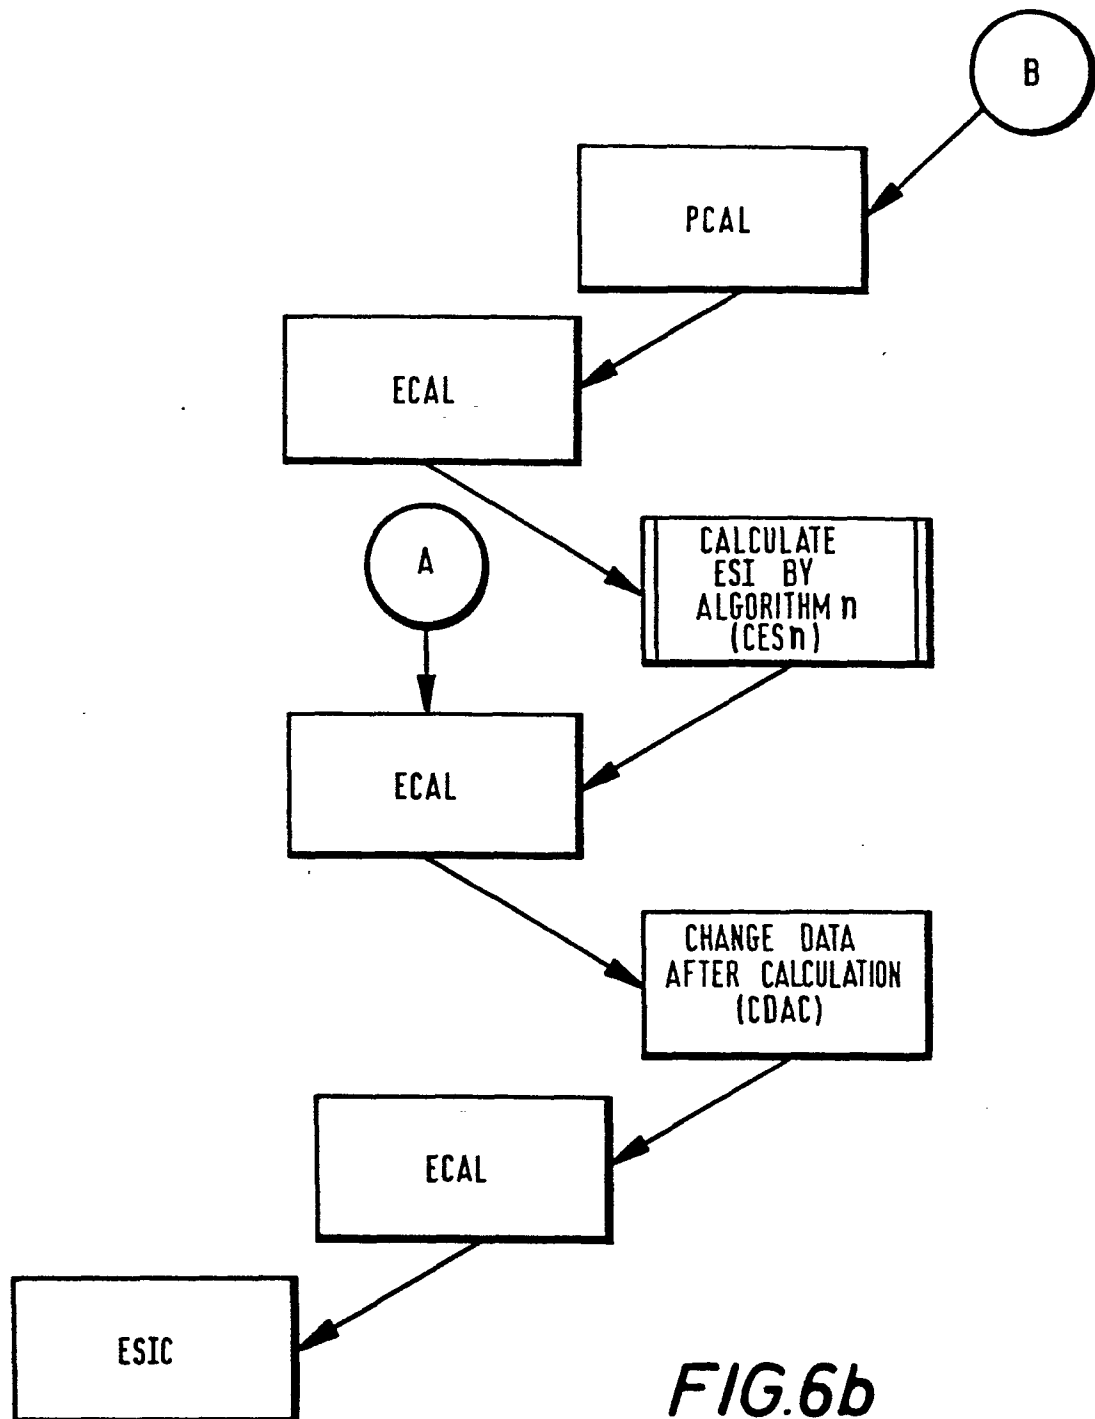 B
PCAL
ECAL
A
CALCULATE
ESI BY
ALGORITHM n
(CESn)
ECAL
CHANGE DATA
AFTER CALCULATION
(CDAC)
ECAL
ESIC
FIG.6b